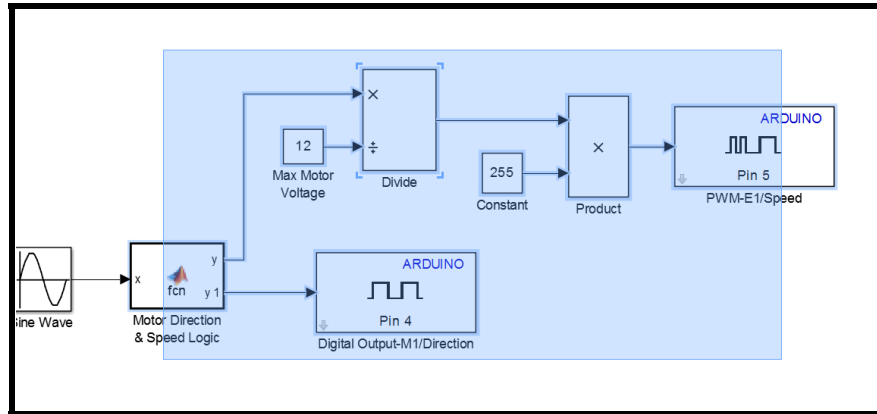 ×
÷
Divide
12
Max Motor
Voltage
255
Constant
×
Product
ARDUINO
Pin 5
PWM-E1/Speed
ine Wave
x
fcn
y
y 1
Motor Direction
& Speed Logic
ARDUINO
Pin 4
Digital Output-M1/Direction